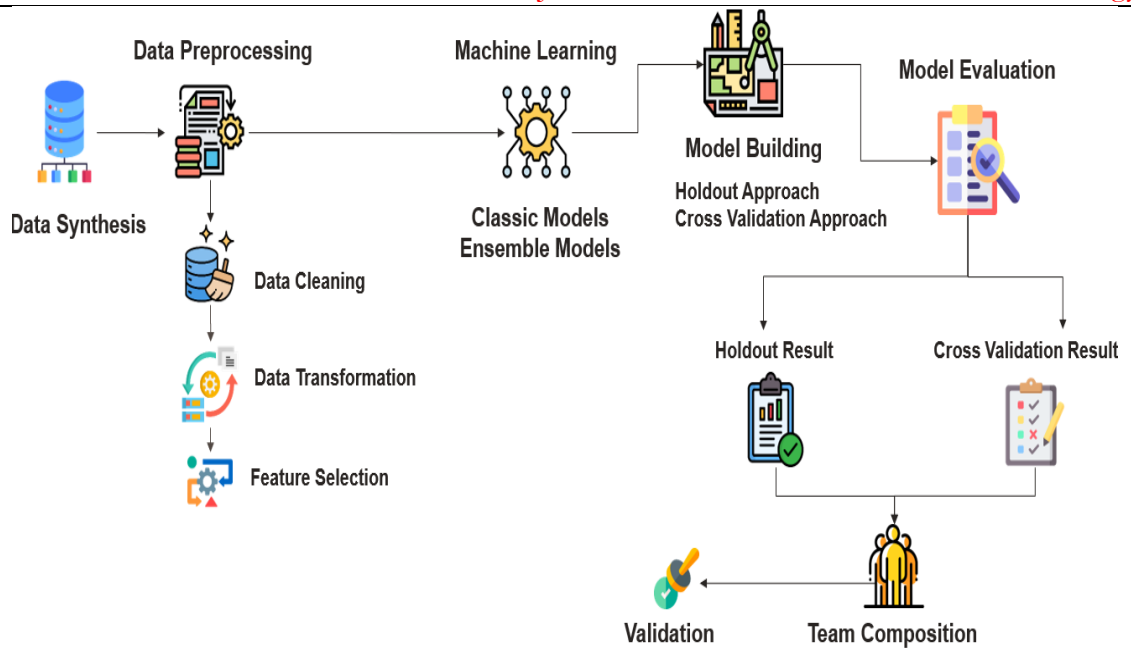 Data Preprocessing
Machine Learning
Model Evaluation
Data Synthesis
Model Building
Holdout Approach
Cross Validation Approach
Classic Models
Ensemble Models
Data Cleaning
Data Transformation
Feature Selection
Holdout Result
Cross Validation Result
Validation
Team Composition